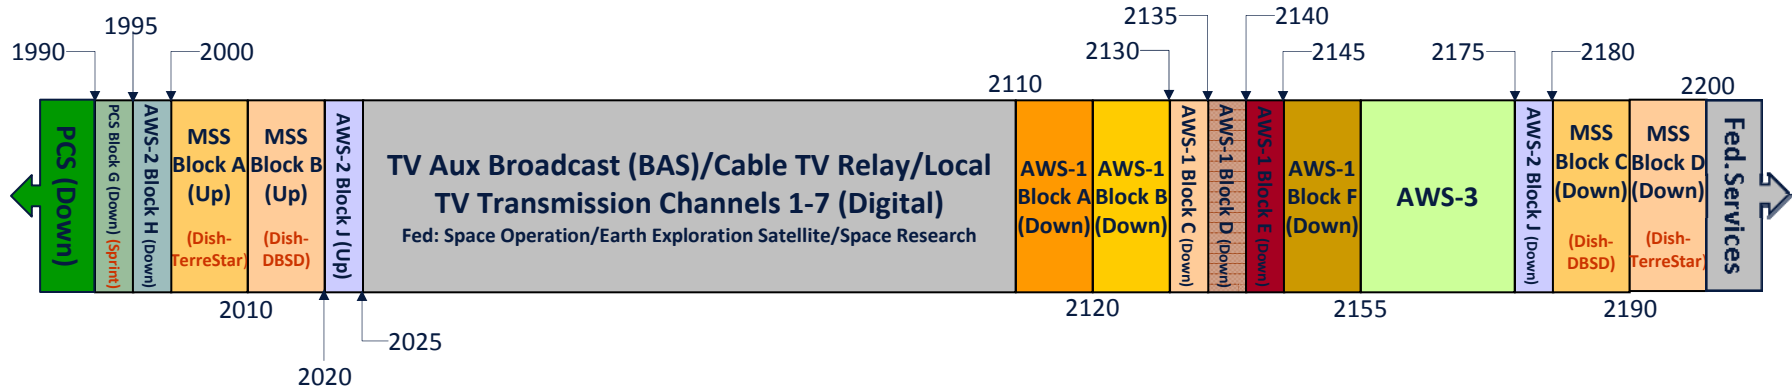 1990
1995
2000
2110
2130
2135
2140
2145
2175
2180
2200
PCS (Down)
PCS Block G (Down) (Sprint)
AWS-2 Block H (Down)
MSS
Block A
(Up)
(Dish-
TerreStar)
MSS
Block B
(Up)
(Dish-
DBSD)
AWS-2 Block J (Up)
TV Aux Broadcast (BAS)/Cable TV Relay/Local
TV Transmission Channels 1-7 (Digital)
Fed: Space Operation/Earth Exploration Satellite/Space Research
AWS-1
Block A
(Down)
AWS-1
Block B
(Down)
AWS-1 Block C (Down)
AWS-1 Block D (Down)
AWS-1 Block E (Down)
AWS-1
Block F
(Down)
AWS-3
AWS-2 Block J (Down)
MSS
Block C
(Down)
(Dish-
DBSD)
MSS
Block D
(Down)
(Dish-
TerreStar)
Fed.Services
2010
2020
2025
2120
2155
2190